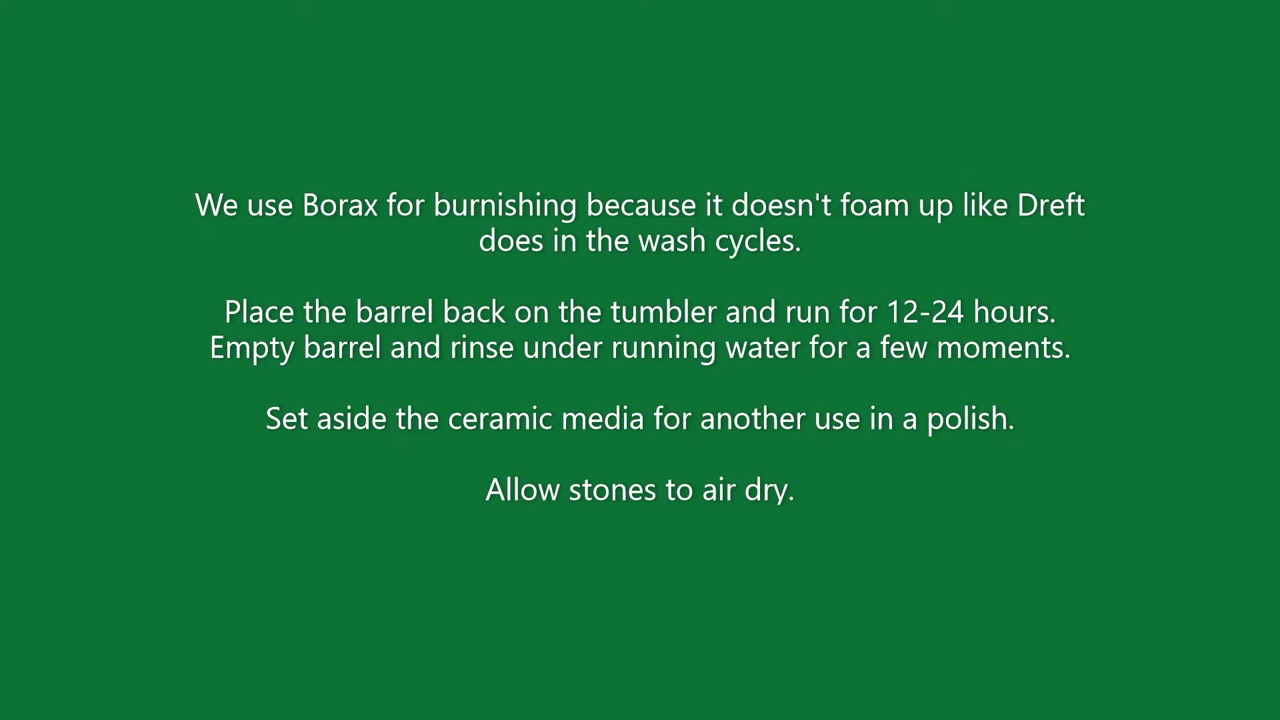 We use Borax for burnishing because it doesn't foam up like Dreft
does in the wash cycles.
Place the barrel back on the tumbler and run for 12-24 hours.
Empty barrel and rinse under running water for a few moments.
Set aside the ceramic media for another use in a polish.
Allow stones to air dry.